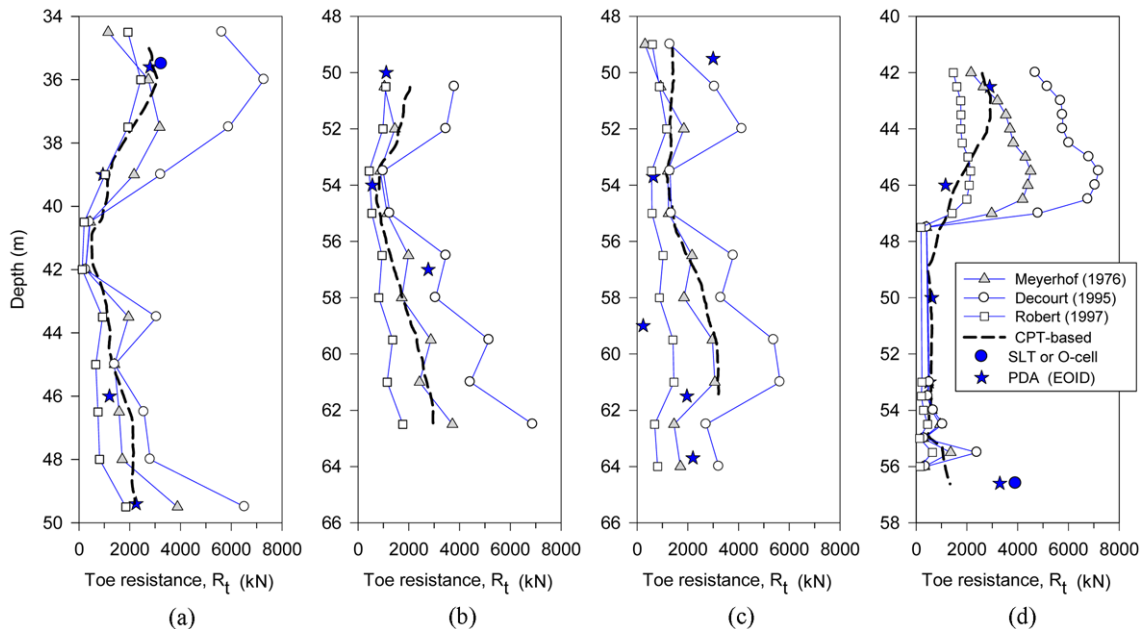 34
36
38
40
42
44
46
48
50
Depth (m)
0 2000 4000 6000 8000
Toe resistance, Rt (kN)
(a)
48
50
52
54
56
58
60
62
64
66
0 2000 4000 6000 8000
Toe resistance, Rt (kN)
(b)
48
50
52
54
56
58
60
62
64
66
0 2000 4000 6000 8000
Toe resistance, Rt (kN)
(c)
40
42
44
46
48
50
52
54
56
58
Meyerhof (1976)
Decourt (1995)
Robert (1997)
CPT-based
SLT or O-cell
PDA (EOID)
0 2000 4000 6000 8000
Toe resistance, Rt (kN)
(d)